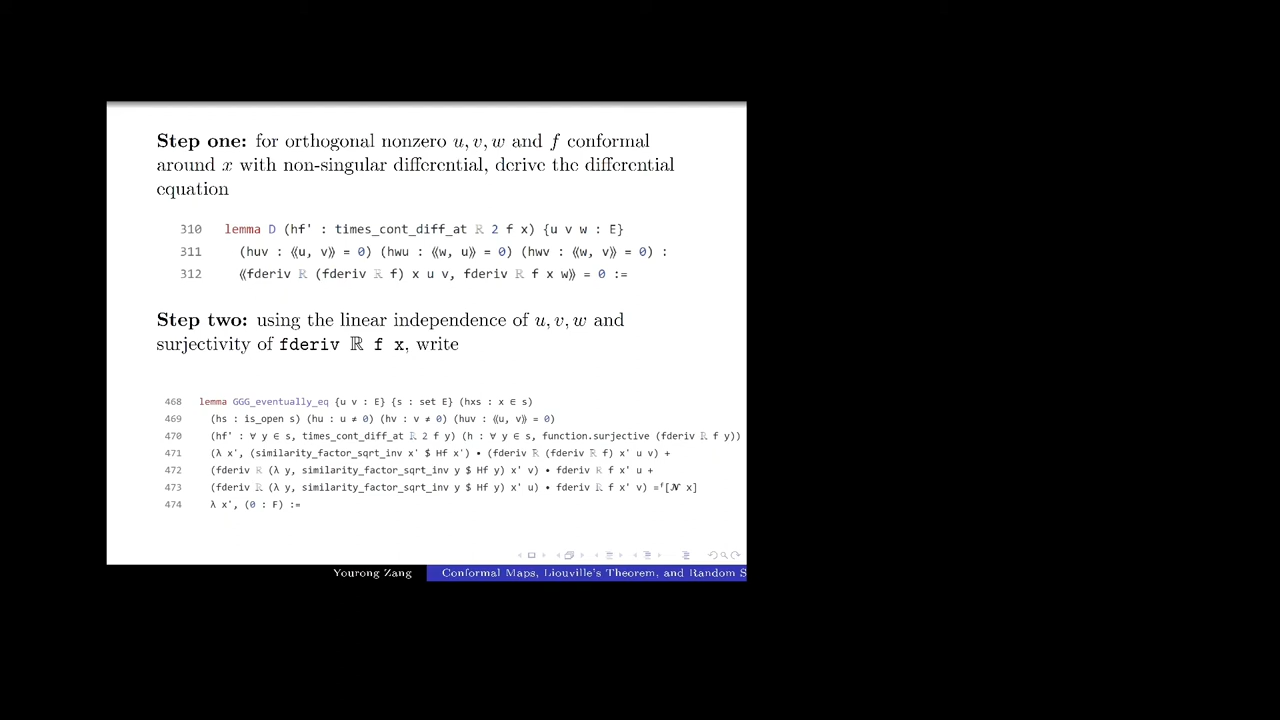 Step one: for orthogonal nonzero u, v, w and f conformal
around x with non-singular differential, derive the differential
equation
310 lemma D (hf' : times_cont_diff_at ℝ 2 f x) {u v w : E}
311 (huv : ⟪u, v⟫ = 0) (hwu : ⟪w, u⟫ = 0) (hwv : ⟪w, v⟫ = 0) :
312 ⟪fderiv ℝ (fderiv ℝ f) x u v, fderiv ℝ f x w⟫ = 0 :=
Step two: using the linear independence of u, v, w and
surjectivity of fderiv ℝ f x, write
468 lemma GGG_eventually_eq {u v : E} {s : set E} (hxs : x ∈ s)
469 (hs : is_open s) (hu : u ≠ 0) (hv : v ≠ 0) (huv : ⟪u, v⟫ = 0)
470 (hf' : ∀ y ∈ s, times_cont_diff_at ℝ 2 f y) (h : ∀ y ∈ s, function.surjective (fderiv ℝ f y))
471 (λ x', (similarity_factor_sqrt_inv x' $ Hf x') • (fderiv ℝ (fderiv ℝ f) x' u v) +
472 (fderiv ℝ (λ y, similarity_factor_sqrt_inv y $ Hf y) x' v) • fderiv ℝ f x' u +
473 (fderiv ℝ (λ y, similarity_factor_sqrt_inv y $ Hf y) x' u) • fderiv ℝ f x' v) =ᶠ[𝓝 x]
474 λ x', (0 : F) :=
Yourong Zang
Conformal Maps, Liouville's Theorem, and Random S